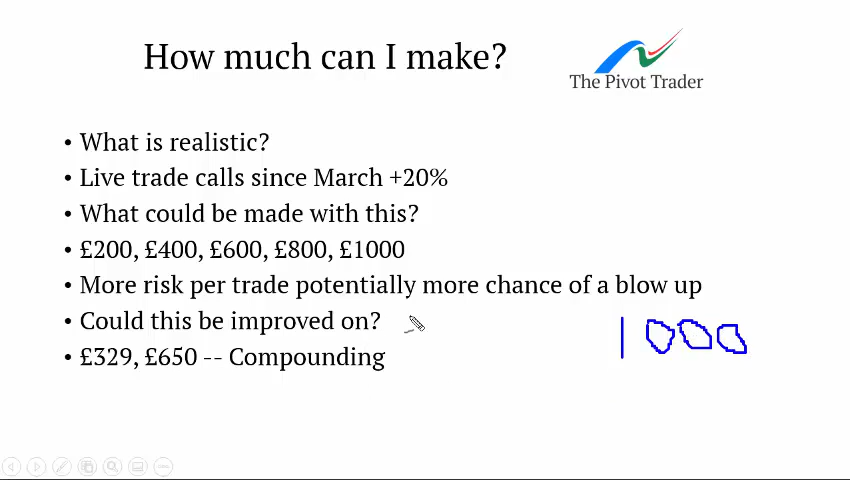 How much can I make?
The Pivot Trader
• What is realistic?
• Live trade calls since March +20%
• What could be made with this?
• £200, £400, £600, £800, £1000
• More risk per trade potentially more chance of a blow up
• Could this be improved on?
1000
• £329, £650 -- Compounding